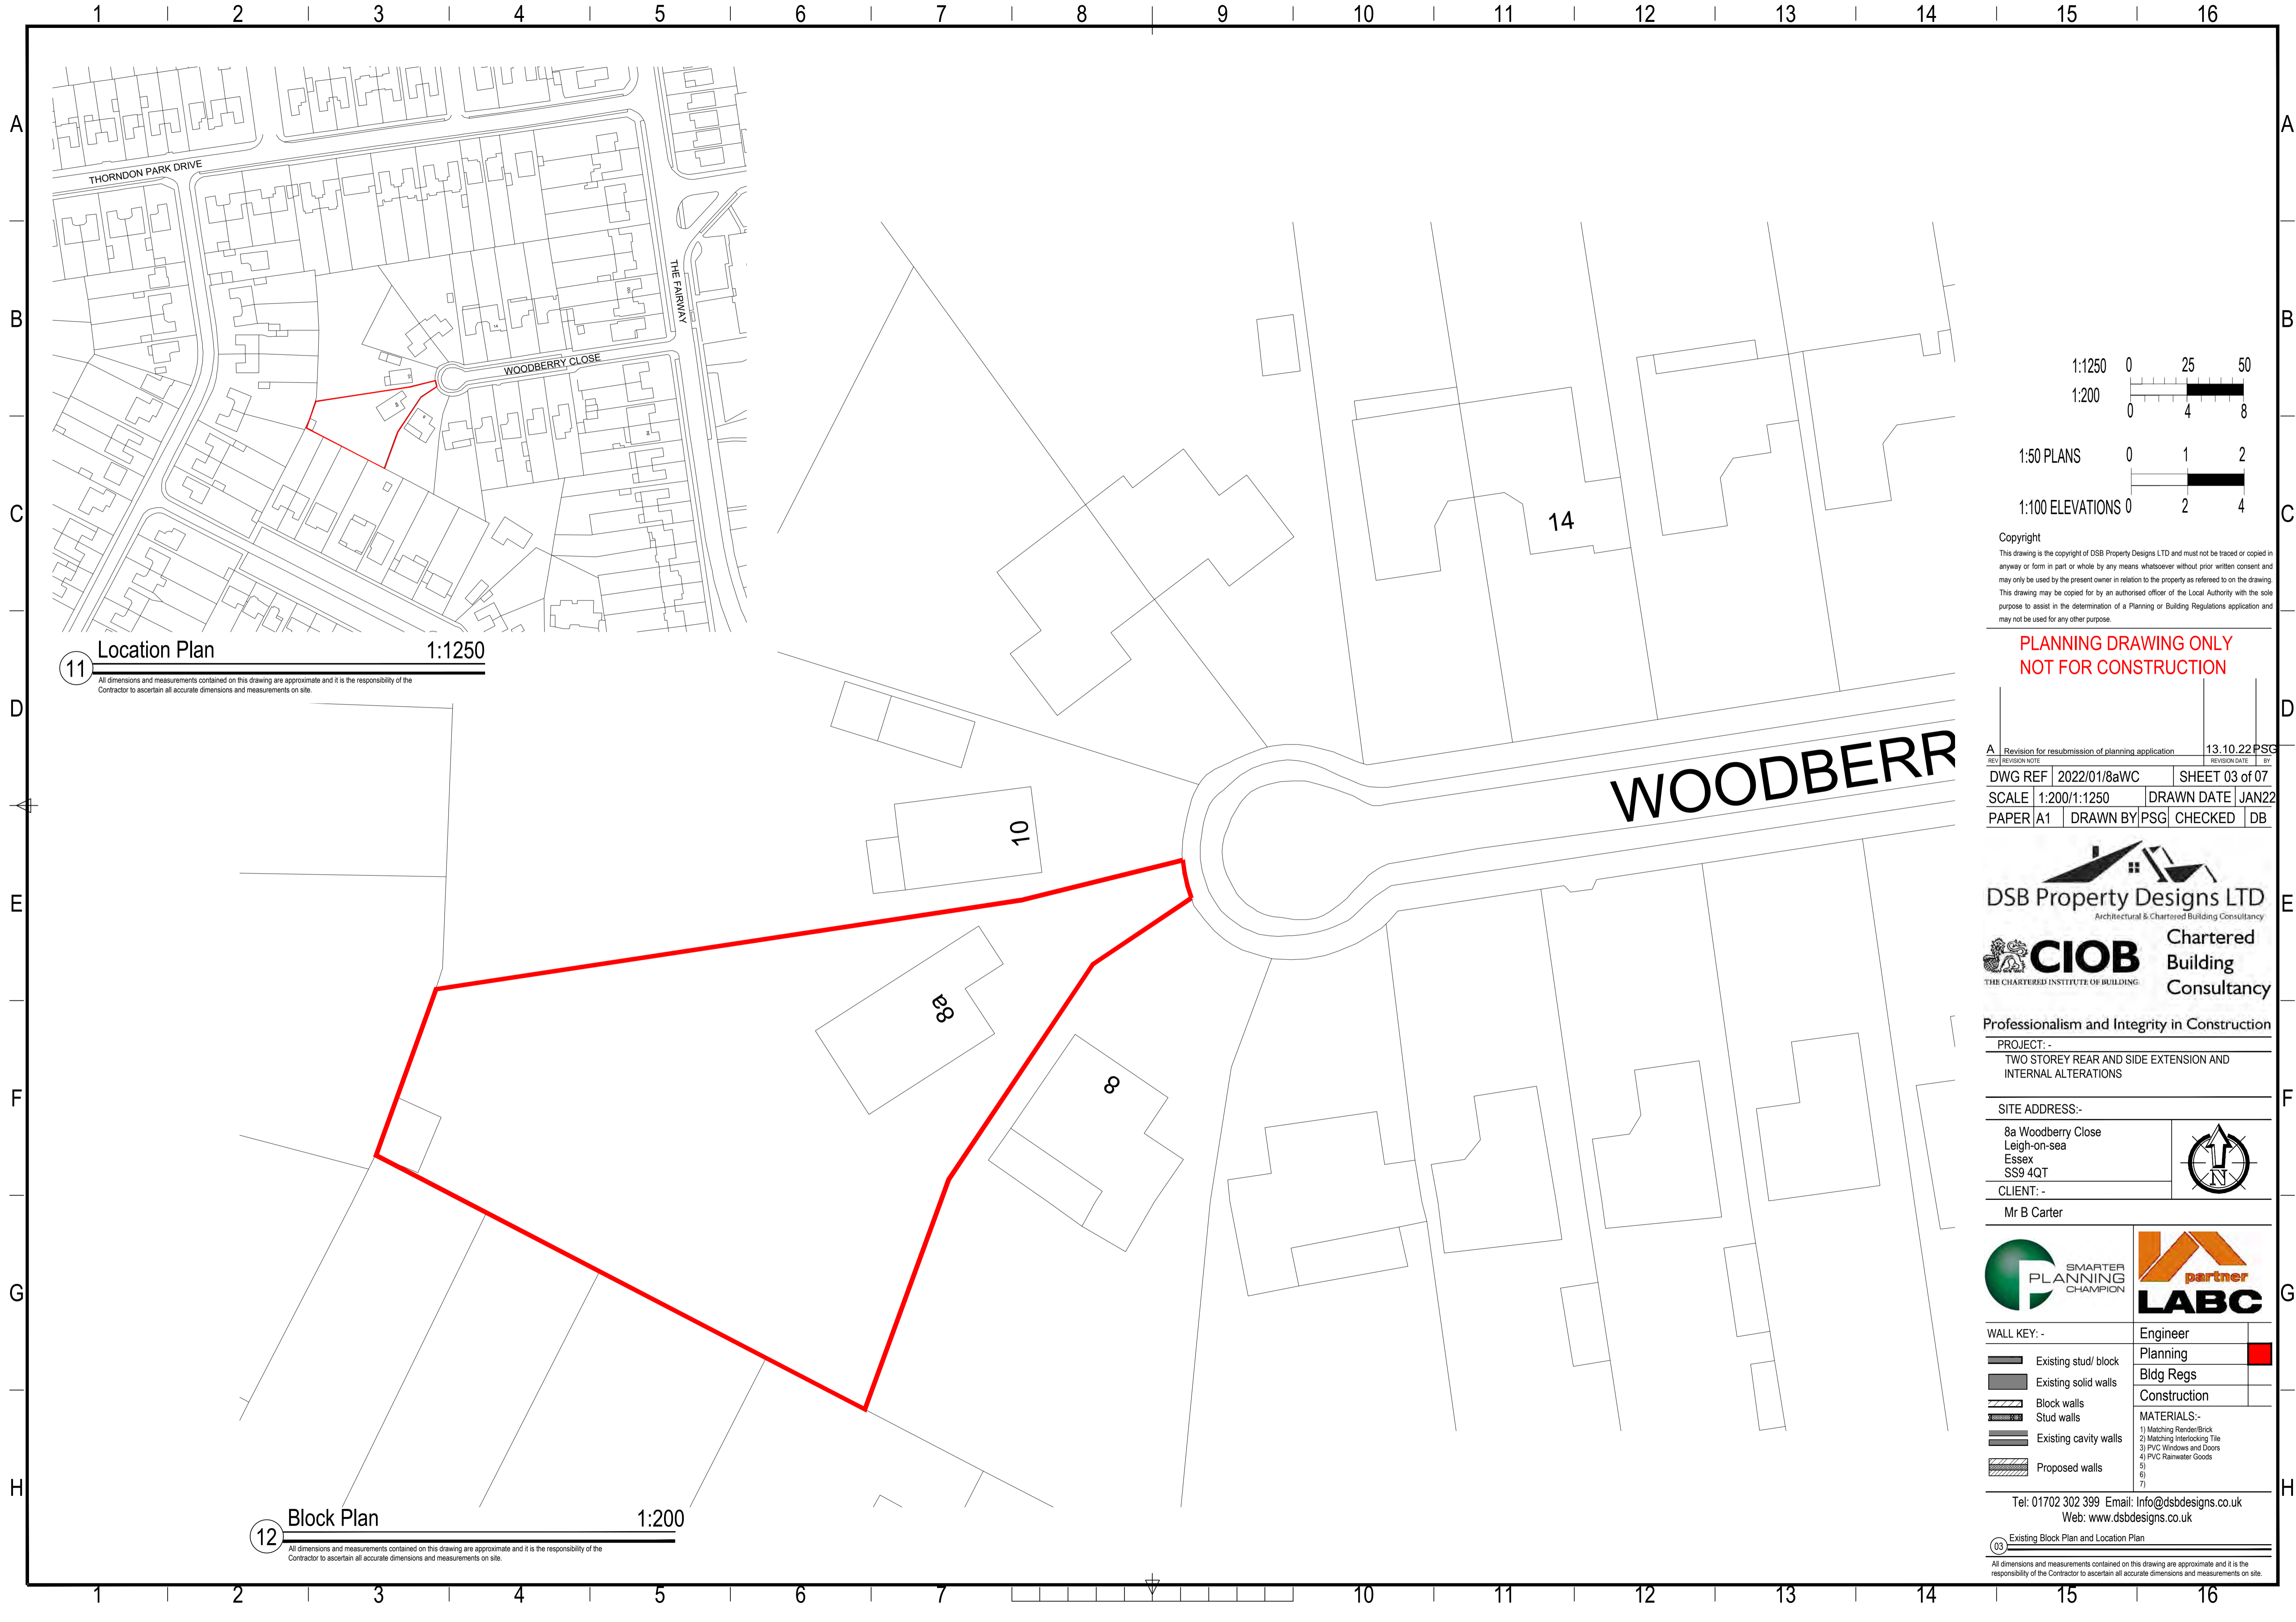 1 2 3 4 5 6 7 8 9 10 11 12 13 14 15 16
A
B
C
D
E
F
G
H
THORNDON PARK DRIVE
THE FAIRWAY
WOODBERRY CLOSE
14
10
8a
8
11
Location Plan 1:1250
All dimensions and measurements contained on this drawing are approximate and it is the responsibility of the
Contractor to ascertain all accurate dimensions and measurements on site.
14
WOODBERR
10
8a
8
12
Block Plan 1:200
All dimensions and measurements contained on this drawing are approximate and it is the responsibility of the
Contractor to ascertain all accurate dimensions and measurements on site.
1:1250 0 25 50
1:200
0 4 8
1:50 PLANS 0 1 2
1:100 ELEVATIONS 0 2 4
Copyright
This drawing is the copyright of DSB Property Designs LTD and must not be traced or copied in
anyway or form in part or whole by any means whatsoever without prior written consent and
may only be used by the present owner in relation to the property as refereed to on the drawing.
This drawing may be copied for by an authorised officer of the Local Authority with the sole
purpose to assist in the determination of a Planning or Building Regulations application and
may not be used for any other purpose.
PLANNING DRAWING ONLY
NOT FOR CONSTRUCTION
A Revision for resubmission of planning application 13.10.22 PSG
REV REVISION NOTE REVISION DATE BY
DWG REF 2022/01/8aWC SHEET 03 of 07
SCALE 1:200/1:1250 DRAWN DATE JAN22
PAPER A1 DRAWN BY PSG CHECKED DB
DSB Property Designs LTD
Architectural & Chartered Building Consultancy
CIOB
THE CHARTERED INSTITUTE OF BUILDING
Chartered
Building
Consultancy
Professionalism and Integrity in Construction
PROJECT: -
TWO STOREY REAR AND SIDE EXTENSION AND
INTERNAL ALTERATIONS
SITE ADDRESS:-
8a Woodberry Close
Leigh-on-sea
Essex
SS9 4QT
N
CLIENT: -
Mr B Carter
P
SMARTER
PLANNING
CHAMPION
partner
LABC
WALL KEY: -
Existing stud/ block
Existing solid walls
Block walls
Stud walls
Existing cavity walls
Proposed walls
Engineer
Planning
Bldg Regs
Construction
MATERIALS:-
1) Matching Render/Brick
2) Matching Interlocking Tile
3) PVC Windows and Doors
4) PVC Rainwater Goods
5)
6)
7)
Tel: 01702 302 399 Email: Info@dsbdesigns.co.uk
Web: www.dsbdesigns.co.uk
03
Existing Block Plan and Location Plan
All dimensions and measurements contained on this drawing are approximate and it is the
responsibility of the Contractor to ascertain all accurate dimensions and measurements on site.
A
B
C
D
E
F
G
H
1 2 3 4 5 6 7 10 11 12 13 14 15 16